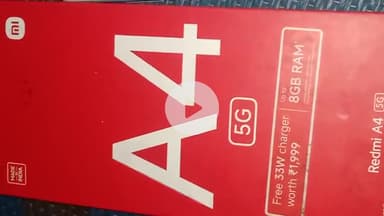 mi
A4
5G
Free 33W charger
worth ₹1,999
Up to
8GB RAM
Redmi A4 5G
MADE
IN
INDIA